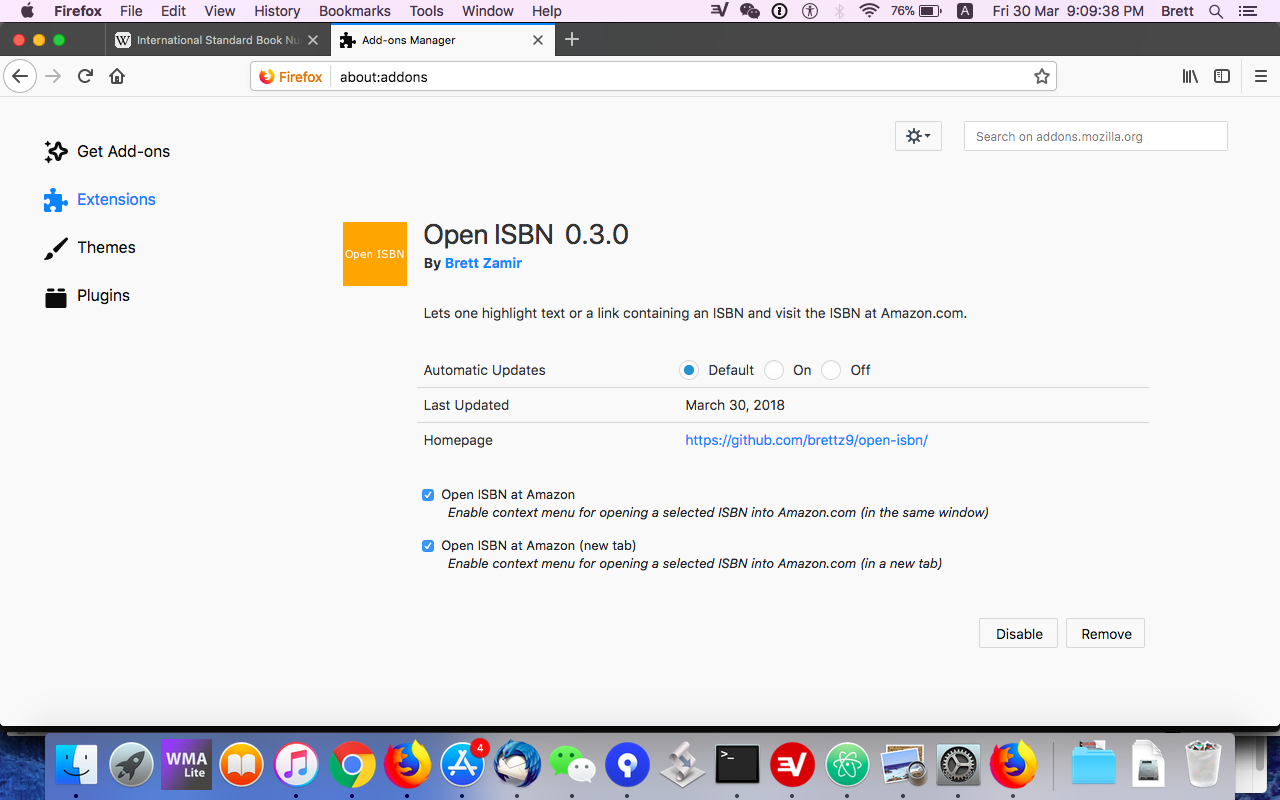 Firefox File Edit View History Bookmarks Tools Window Help 76% A Fri 30 Mar 9:09:38 PM Brett
W International Standard Book Nu Add-ons Manager
Firefox about:addons
Get Add-ons
Extensions
Themes
Plugins
Search on addons.mozilla.org
Open ISBN
Open ISBN 0.3.0
By Brett Zamir
Lets one highlight text or a link containing an ISBN and visit the ISBN at Amazon.com.
Automatic Updates Default On Off
Last Updated March 30, 2018
Homepage https://github.com/brettz9/open-isbn/
Open ISBN at Amazon
Enable context menu for opening a selected ISBN into Amazon.com (in the same window)
Open ISBN at Amazon (new tab)
Enable context menu for opening a selected ISBN into Amazon.com (in a new tab)
Disable Remove
WMA
Lite
4
>_